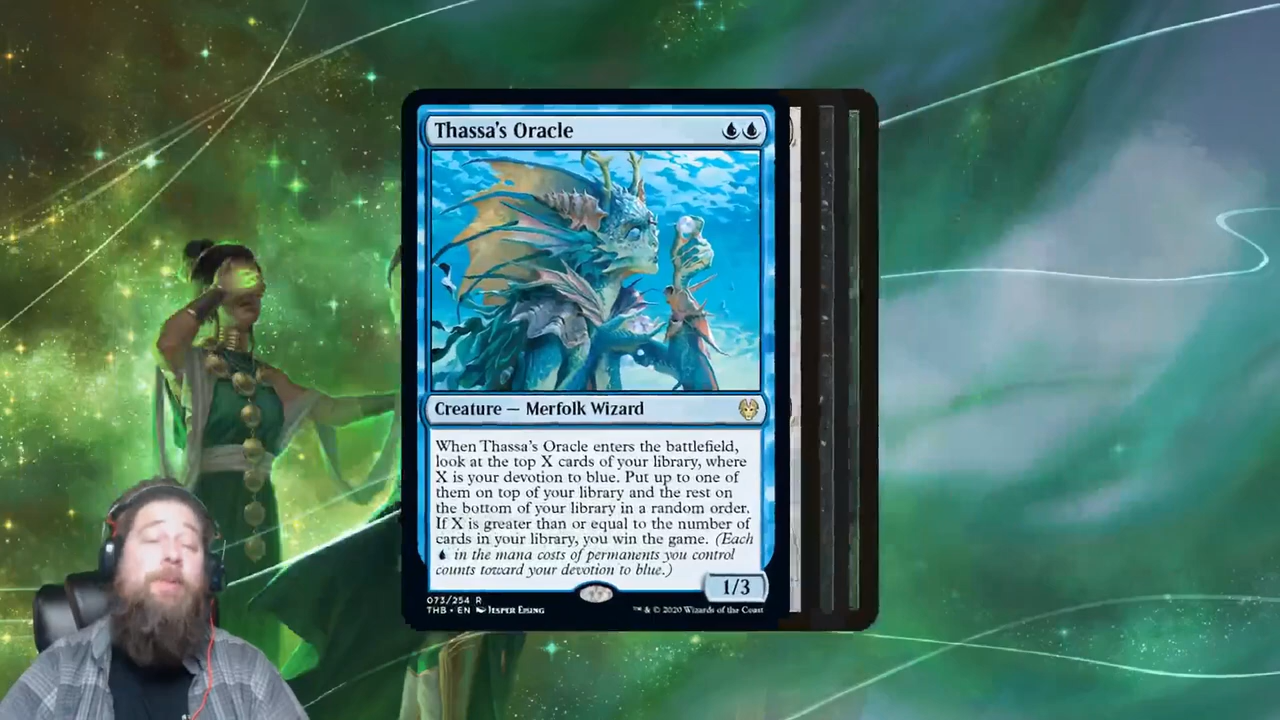 Thassa's Oracle
Creature — Merfolk Wizard
When Thassa's Oracle enters the battlefield,
look at the top X cards of your library, where
X is your devotion to blue. Put up to one of
them on top of your library and the rest on
the bottom of your library in a random order.
If X is greater than or equal to the number of
cards in your library, you win the game. (Each
in the mana costs of permanents you control
counts toward your devotion to blue.)
1/3
073/254 R
THB • EN Jesper Ejsing
™ & © 2020 Wizards of the Coast